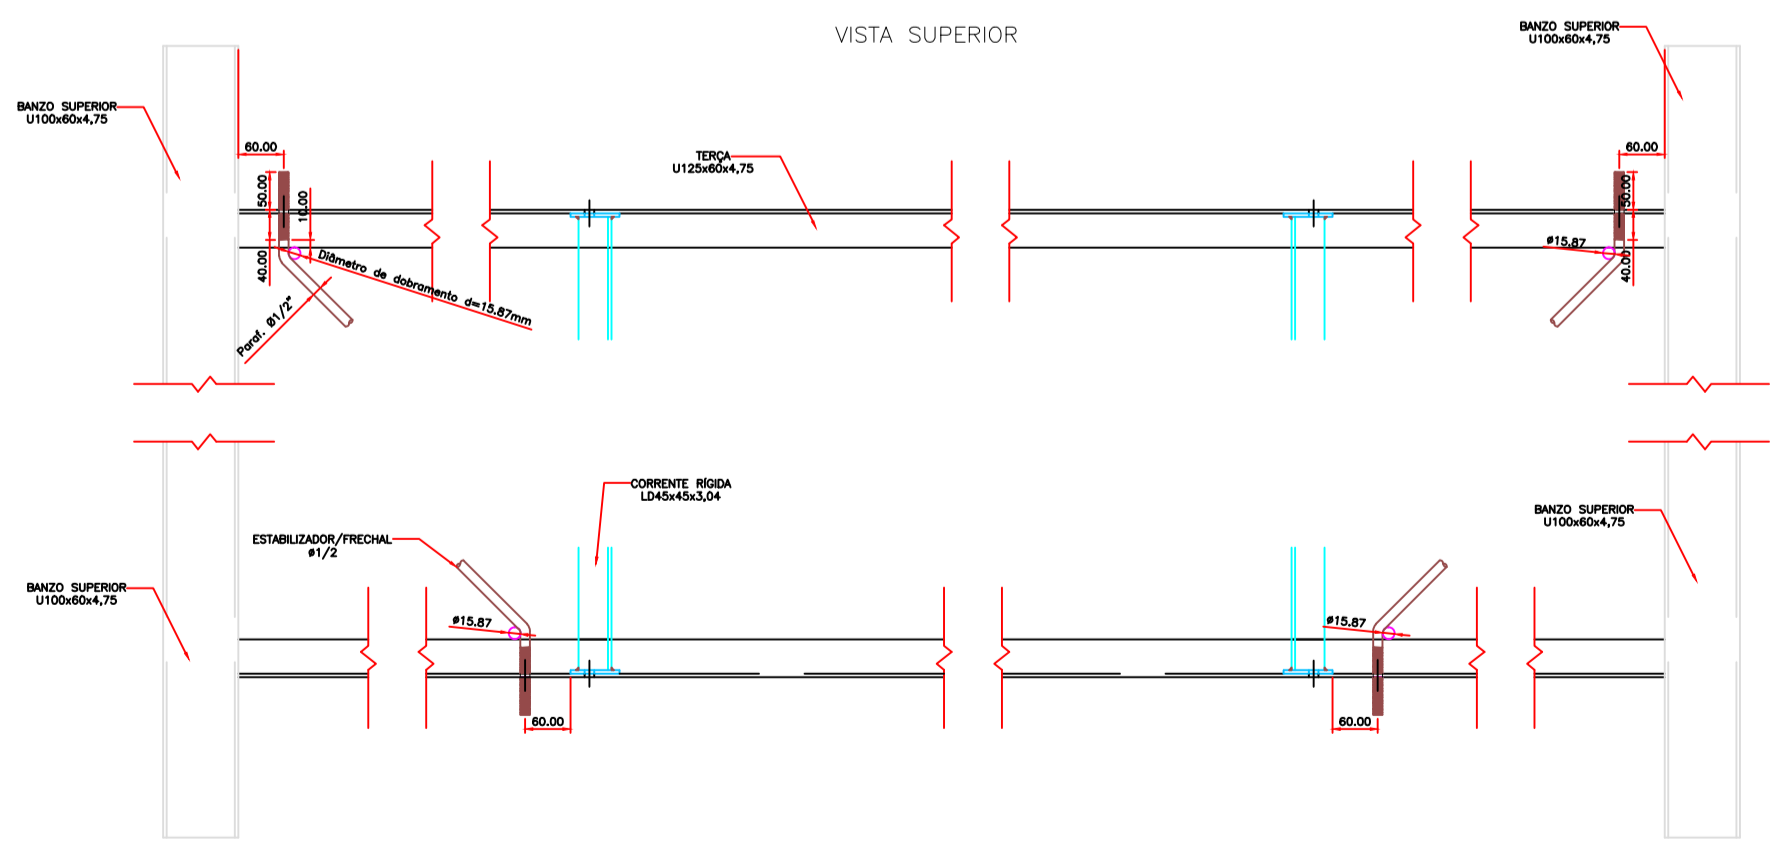 VISTA SUPERIOR
BANZO SUPERIOR
U100x60x4,75
BANZO SUPERIOR
U100x60x4,75
60.00
TERÇA
U125x60x4,75
60.00
50.00
10.00
50.00
40.00
Diâmetro de dobramento d=15.87mm
Paraf. Ø1/2"
ø15.87
40.00
CORRENTE RÍGIDA
LD45x45x3,04
BANZO SUPERIOR
U100x60x4,75
ESTABILIZADOR/FRECHAL
ø1/2
BANZO SUPERIOR
U100x60x4,75
ø15.87
ø15.87
60.00
60.00